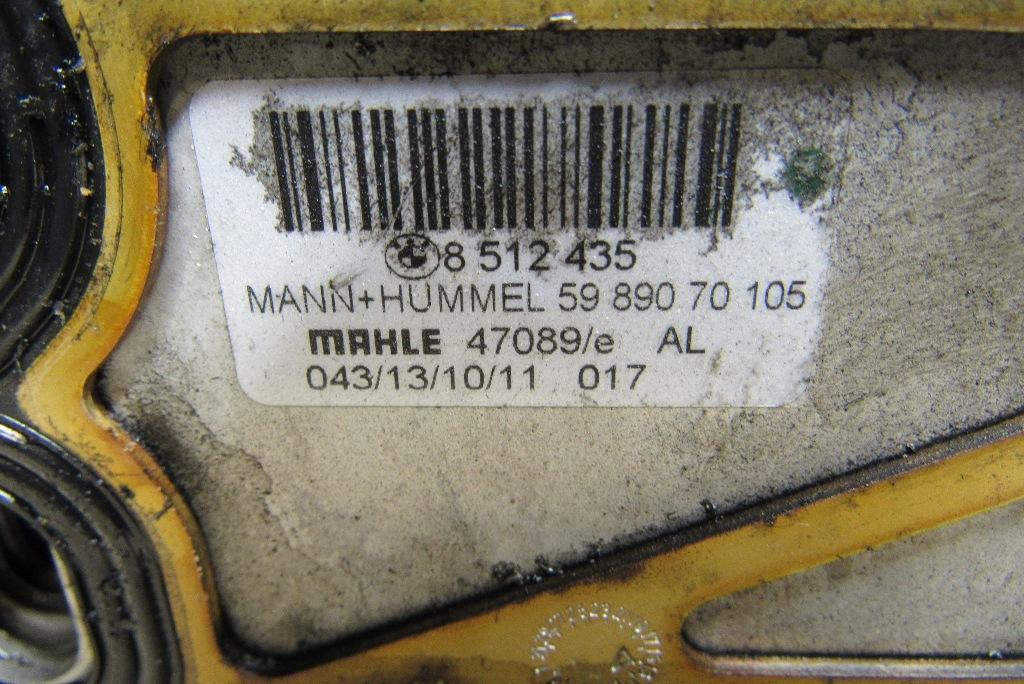 8 512 435
MANN+HUMMEL 59 890 70 105
MAHLE 47089/e AL
043/13/10/11 017